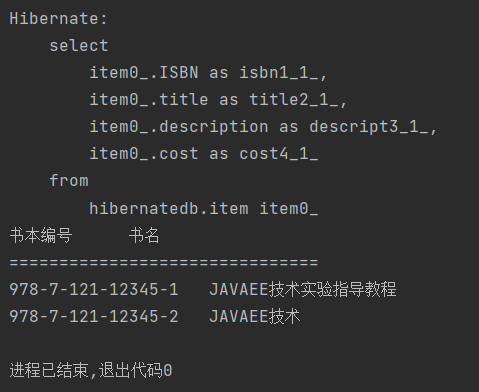 Hibernate:
    select
        item0_.ISBN as isbn1_1_,
        item0_.title as title2_1_,
        item0_.description as descript3_1_,
        item0_.cost as cost4_1_
    from
        hibernatedb.item item0_
书本编号      书名
===============================
978-7-121-12345-1   JAVAEE技术实验指导教程
978-7-121-12345-2   JAVAEE技术
进程已结束,退出代码0